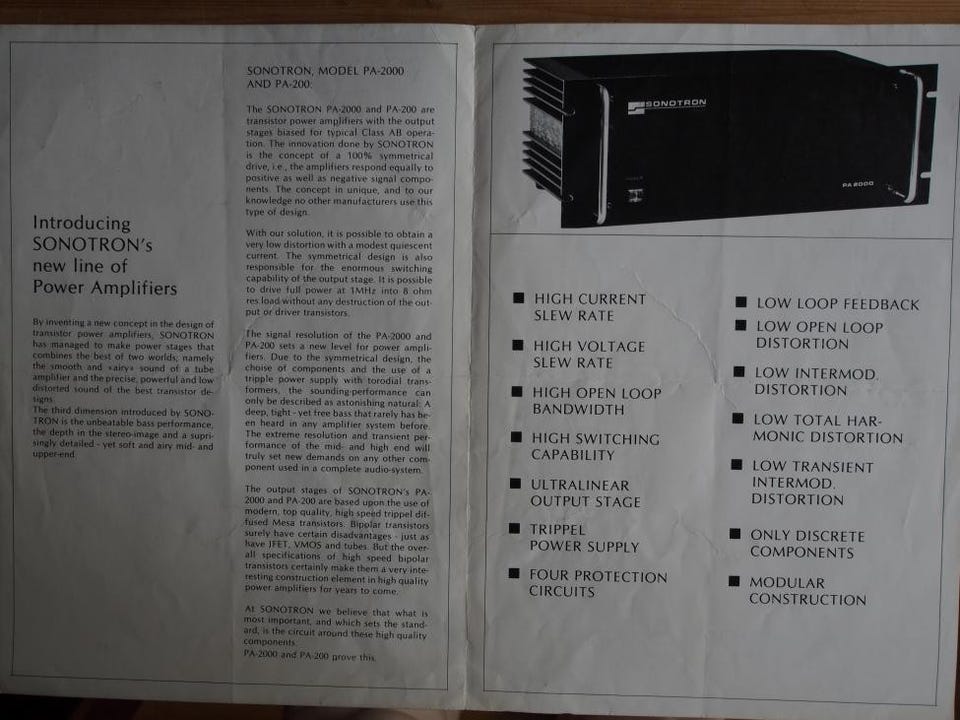 Introducing
SONOTRON's
new line of
Power Amplifiers
By inventing a new concept in the design of
transistor power amplifiers, SONOTRON
has managed to make power stages that
combines the best of two worlds; namely
the smooth and «airy» sound of a tube
amplifier and the precise, powerful and low
distorted sound of the best transistor de-
signs.
The third dimension introduced by SONO-
TRON is the unbeatable bass performance,
the depth in the stereo-image and a supri-
singly detailed - yet soft and airy mid- and
upper-end.
SONOTRON, MODEL PA-2000
AND PA-200:
The SONOTRON PA-2000 and PA-200 are
transistor power amplifiers with the output
stages biased for typical Class AB opera-
tion. The innovation done by SONOTRON
is the concept of a 100% symmetrical
drive, i.e., the amplifiers respond equally to
positive as well as negative signal compo-
nents. The concept in unique, and to our
knowledge no other manufacturers use this
type of design.
With our solution, it is possible to obtain a
very low distortion with a modest quiescent
current. The symmetrical design is also
responsible for the enormous switching
capability of the output stage. It is possible
to drive full power at 1MHz into 8 ohm
res.load without any destruction of the out-
put or driver transistors.
The signal resolution of the PA-2000 and
PA-200 sets a new level for power ampli-
fiers. Due to the symmetrical design, the
choise of components and the use of a
tripple power supply with torodial trans-
formers, the sounding-performance can
only be described as astonishing natural: A
deep, tight - yet free bass that rarely has be-
en heard in any amplifier system before.
The extreme resolution and transient per-
formance of the mid- and high end will
truly set new demands on any other com-
ponent used in a complete audio-system.
The output stages of SONOTRON's PA-
2000 and PA-200 are based upon the use of
modern, top quality, high speed trippel dif-
fused Mesa transistors. Bipolar transistors
surely have certain disadvantages - just as
have JFET, VMOS and tubes. But the over-
all specifications of high speed bipolar
transistors certainly make them a very inte-
resting construction element in high quality
power amplifiers for years to come.
At SONOTRON we believe that what is
most important, and which sets the stand-
ard, is the circuit around these high quality
components.
PA-2000 and PA-200 prove this.
SONOTRON
POWER
PA 2000
HIGH CURRENT
SLEW RATE
HIGH VOLTAGE
SLEW RATE
HIGH OPEN LOOP
BANDWIDTH
HIGH SWITCHING
CAPABILITY
ULTRALINEAR
OUTPUT STAGE
TRIPPEL
POWER SUPPLY
FOUR PROTECTION
CIRCUITS
LOW LOOP FEEDBACK
LOW OPEN LOOP
DISTORTION
LOW INTERMOD.
DISTORTION
LOW TOTAL HAR-
MONIC DISTORTION
LOW TRANSIENT
INTERMOD.
DISTORTION
ONLY DISCRETE
COMPONENTS
MODULAR
CONSTRUCTION